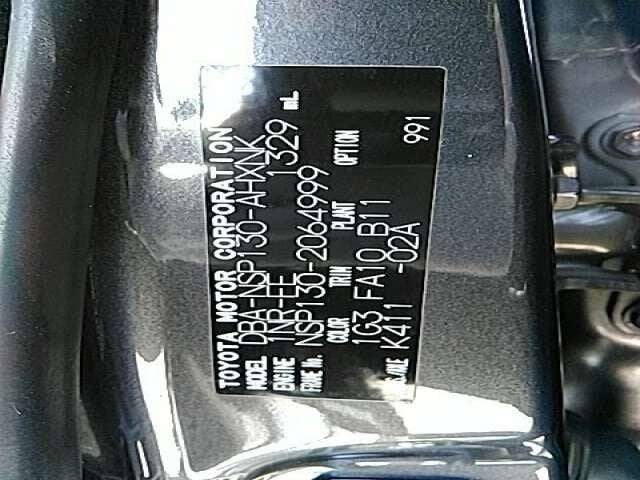 TOYOTA MOTOR CORPORATION
MODEL DBA-NSP130-AHXNK
ENGINE 1NR-FE 1329 mL
FRAME No. NSP130-2064999
COLOR TRIM PLANT OPTION
1G3 FA10 B11 991
/AXLE K411 -02A